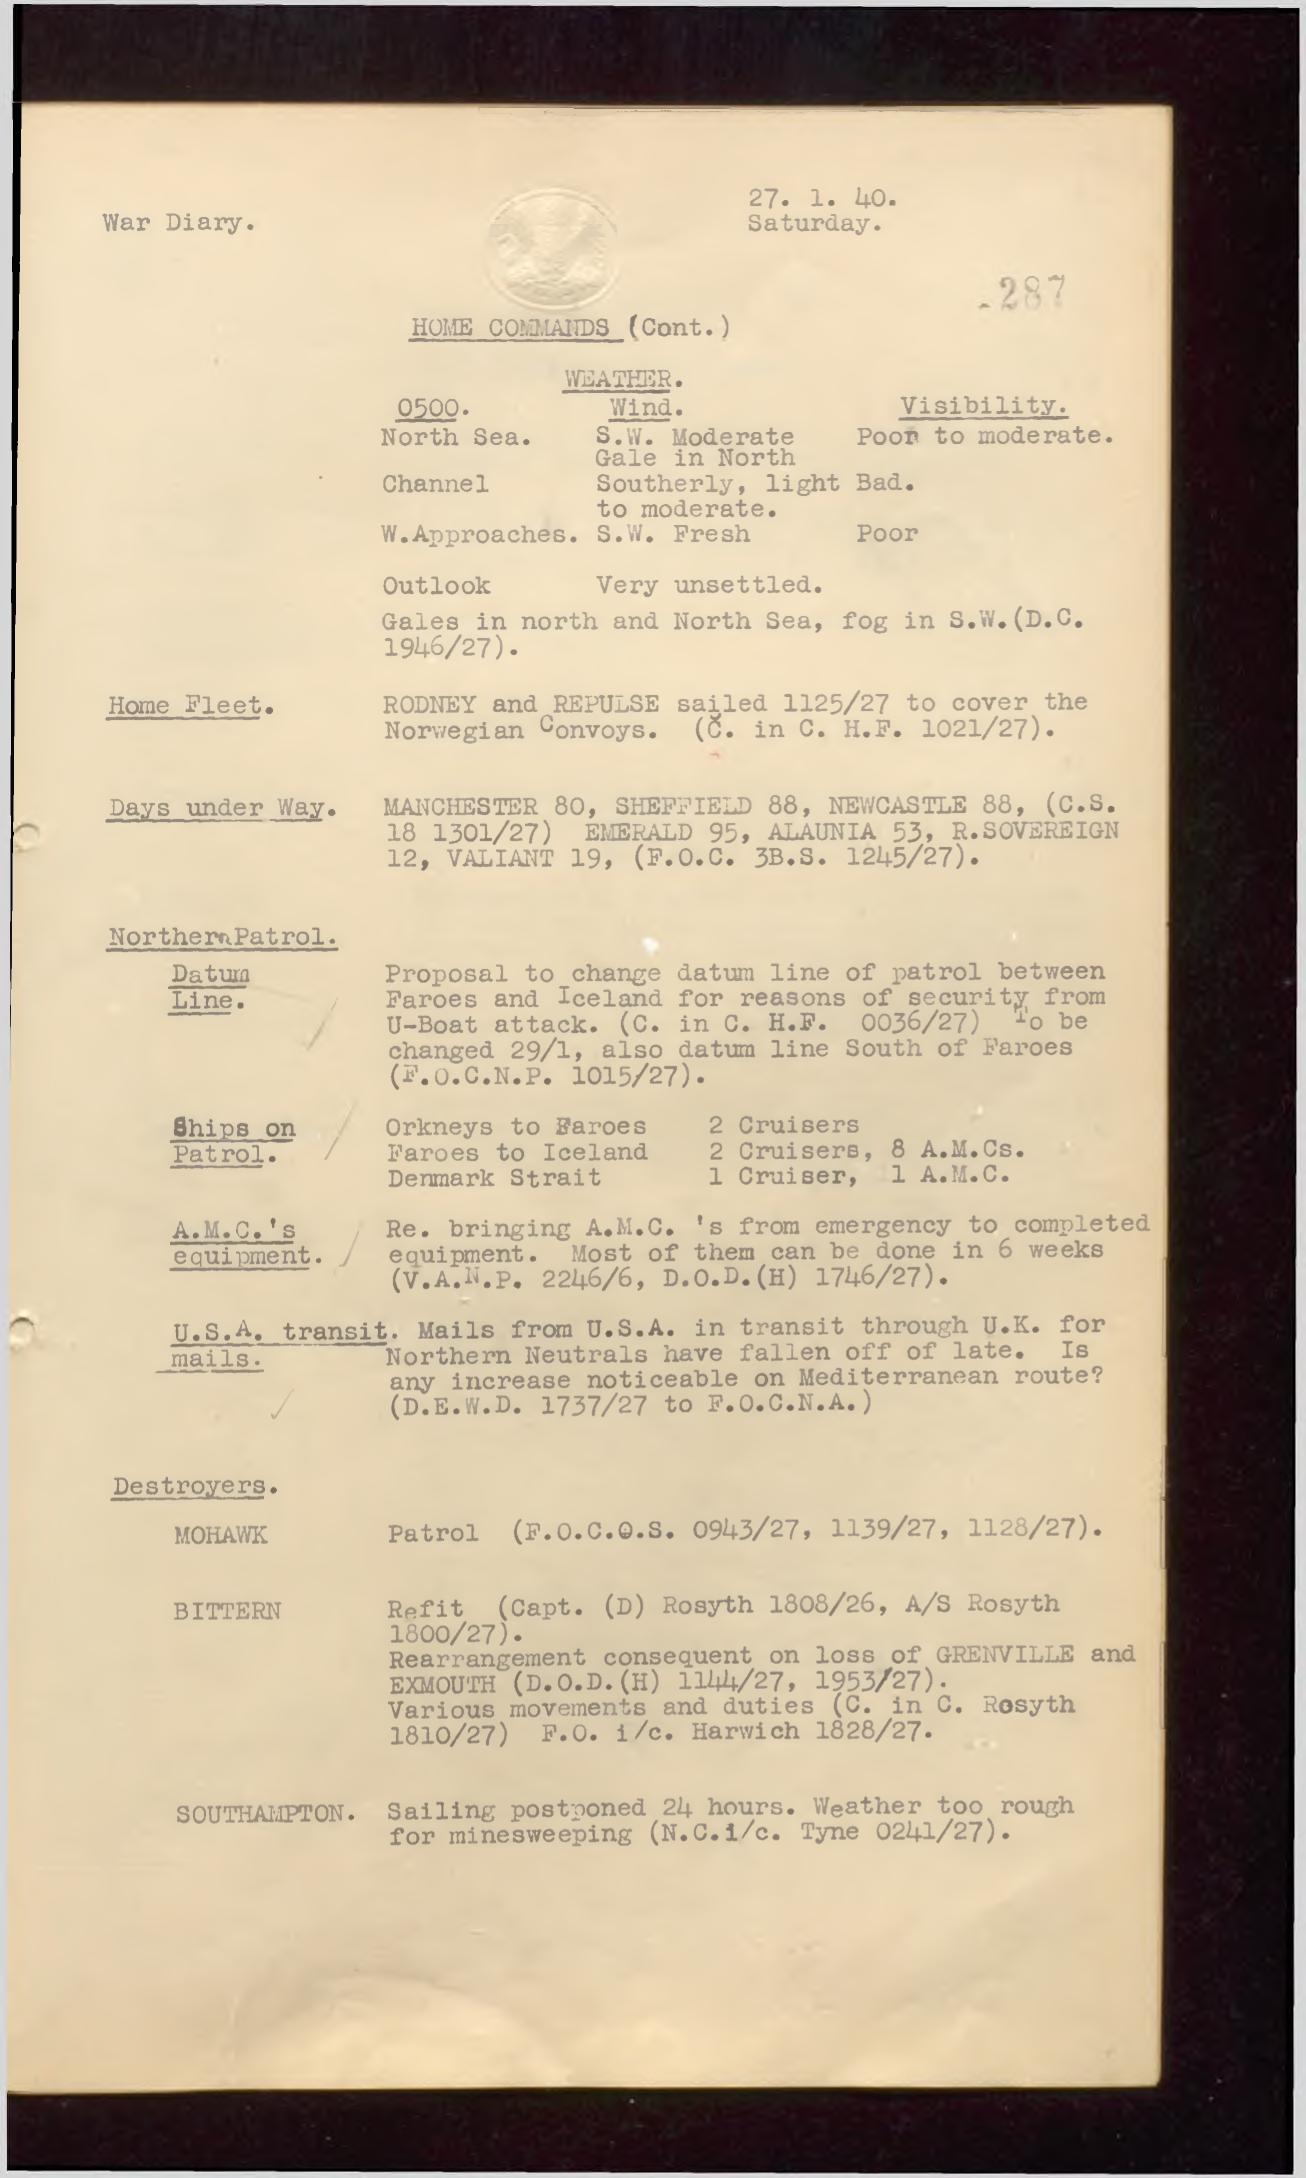 27. 1. 40.
War Diary. Saturday.
287
HOME COMMANDS (Cont.)
WEATHER.
0500. Wind. Visibility.
North Sea. S.W. Moderate Poor to moderate.
Gale in North
Channel Southerly, light Bad.
to moderate.
W.Approaches. S.W. Fresh Poor
Outlook Very unsettled.
Gales in north and North Sea, fog in S.W.(D.C.
1946/27).
Home Fleet. RODNEY and REPULSE sailed 1125/27 to cover the
Norwegian Convoys. (C. in C. H.F. 1021/27).
Days under Way. MANCHESTER 80, SHEFFIELD 88, NEWCASTLE 88, (C.S.
18 1301/27) EMERALD 95, ALAUNIA 53, R.SOVEREIGN
12, VALIANT 19, (F.O.C. 3B.S. 1245/27).
Northern Patrol.
Datum Proposal to change datum line of patrol between
Line. Faroes and Iceland for reasons of security from
U-Boat attack. (C. in C. H.F. 0036/27) To be
changed 29/1, also datum line South of Faroes
(F.O.C.N.P. 1015/27).
Ships on Orkneys to Faroes 2 Cruisers
Patrol. Faroes to Iceland 2 Cruisers, 8 A.M.Cs.
Denmark Strait 1 Cruiser, 1 A.M.C.
A.M.C.'s Re. bringing A.M.C. 's from emergency to completed
equipment. equipment. Most of them can be done in 6 weeks
(V.A.N.P. 2246/6, D.O.D.(H) 1746/27).
U.S.A. transit. Mails from U.S.A. in transit through U.K. for
mails. Northern Neutrals have fallen off of late. Is
any increase noticeable on Mediterranean route?
(D.E.W.D. 1737/27 to F.O.C.N.A.)
Destroyers.
MOHAWK Patrol (F.O.C.O.S. 0943/27, 1139/27, 1128/27).
BITTERN Refit (Capt. (D) Rosyth 1808/26, A/S Rosyth
1800/27).
Rearrangement consequent on loss of GRENVILLE and
EXMOUTH (D.O.D.(H) 1144/27, 1953/27).
Various movements and duties (C. in C. Rosyth
1810/27) F.O. i/c. Harwich 1828/27.
SOUTHAMPTON. Sailing postponed 24 hours. Weather too rough
for minesweeping (N.C.i/c. Tyne 0241/27).